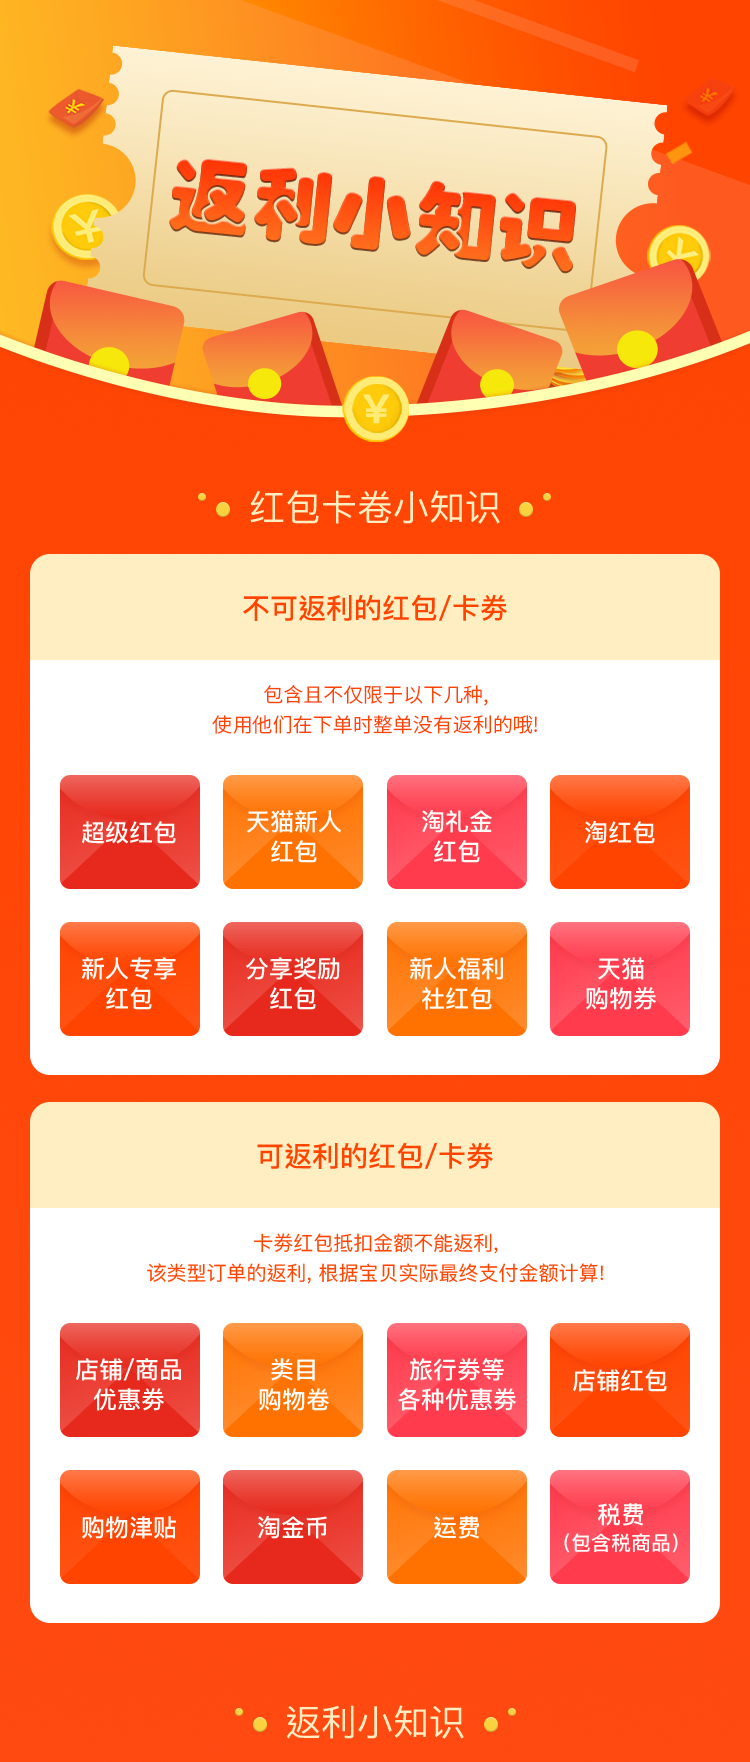 返利小知识
红包卡卷小知识
不可返利的红包/卡劵
包含且不仅限于以下几种,
使用他们在下单时整单没有返利的哦!
超级红包
天猫新人
红包
淘礼金
红包
淘红包
新人专享
红包
分享奖励
红包
新人福利
社红包
天猫
购物券
可返利的红包/卡劵
卡劵红包抵扣金额不能返利,
该类型订单的返利, 根据宝贝实际最终支付金额计算!
店铺/商品
优惠劵
类目
购物卷
旅行劵等
各种优惠劵
店铺红包
购物津贴
淘金币
运费
税费
(包含税商品)
返利小知识